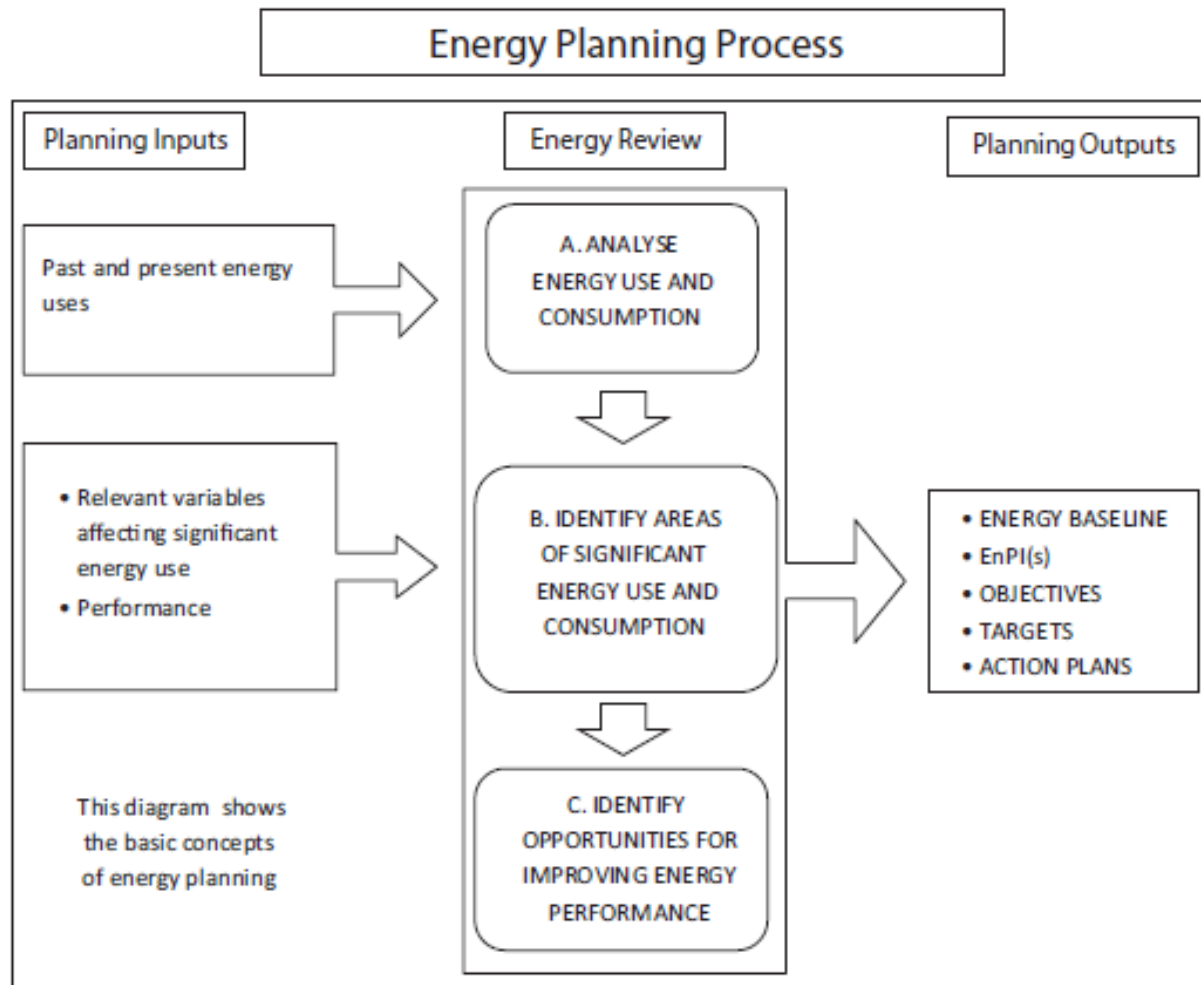 Energy Planning Process
Planning Inputs
Energy Review
Planning Outputs
Past and present energy
uses
A. ANALYSE
ENERGY USE AND
CONSUMPTION
• Relevant variables
affecting significant
energy use
• Performance
B. IDENTIFY AREAS
OF SIGNIFICANT
ENERGY USE AND
CONSUMPTION
• ENERGY BASELINE
• EnPI(s)
• OBJECTIVES
• TARGETS
• ACTION PLANS
This diagram shows
the basic concepts
of energy planning
C. IDENTIFY
OPPORTUNITIES FOR
IMPROVING ENERGY
PERFORMANCE